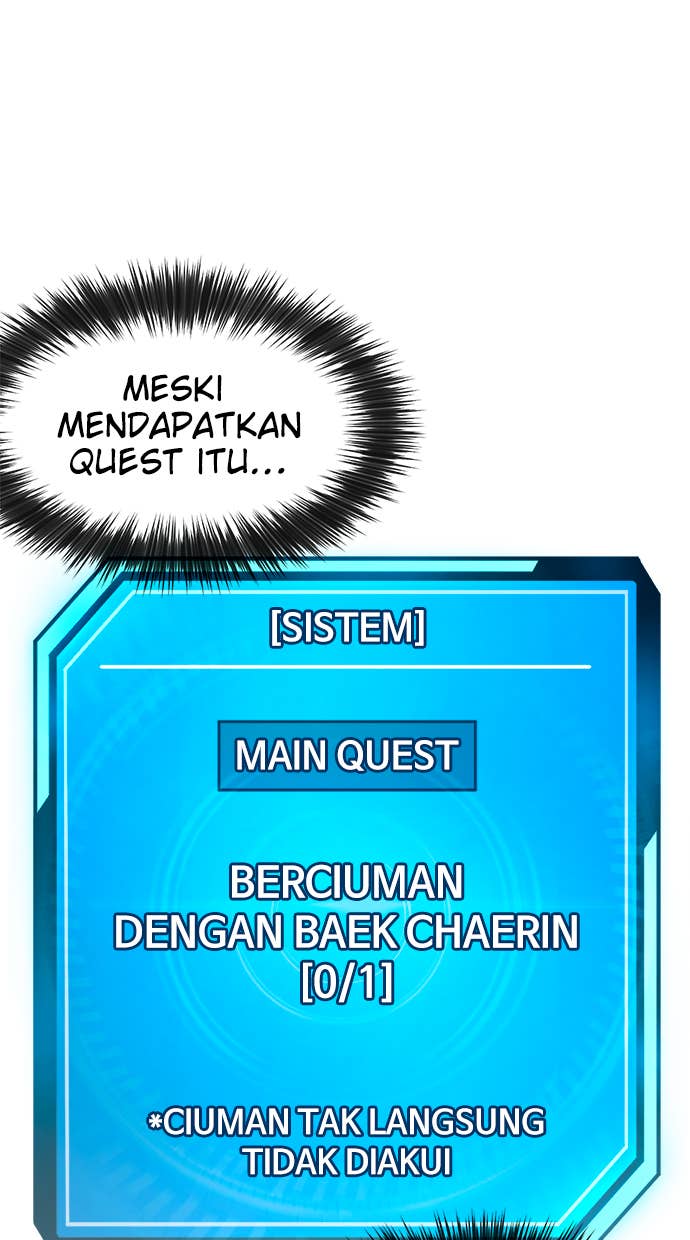 MESKI
MENDAPATKAN
QUEST ITU...
[SISTEM]
MAIN QUEST
BERCIUMAN
DENGAN BAEK CHAERIN
[0/1]
*CIUMAN TAK LANGSUNG
TIDAK DIAKUI